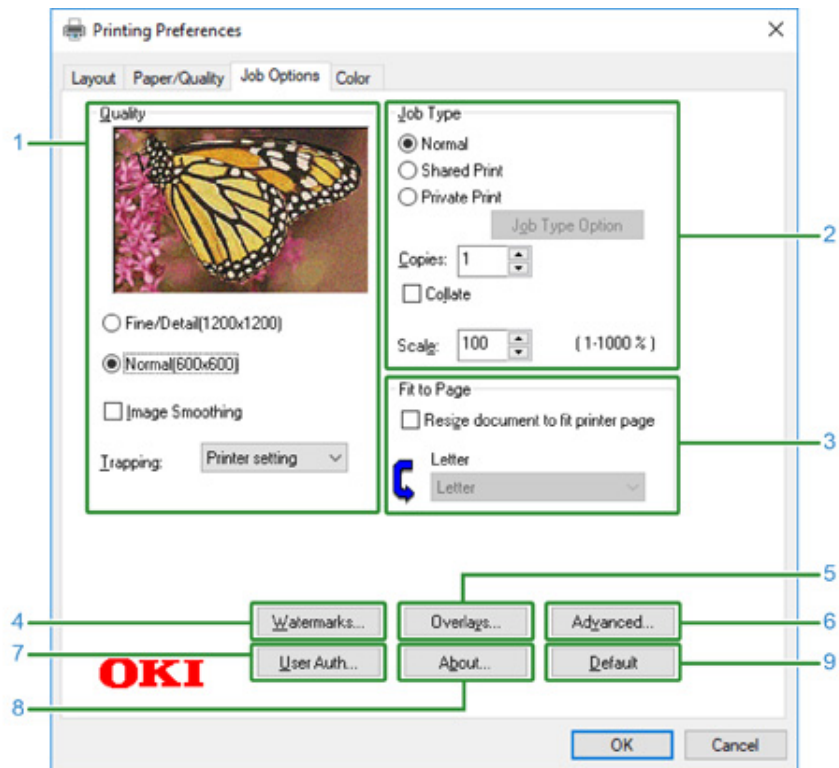 Printing Preferences
Layout Paper/Quality Job Options Color
1
Quality
Fine/Detail(1200x1200)
Normal(600x600)
Image Smoothing
Trapping: Printer setting
Job Type
Normal
Shared Print
Private Print
Job Type Option
2
Copies: 1
Collate
Scale: 100 (1-1000 %)
Fit to Page
Resize document to fit printer page
3
Letter
Letter
5
4 Watermarks... Overlays... Advanced... 6
7 User Auth... About... Default 9
OKI
8
OK Cancel